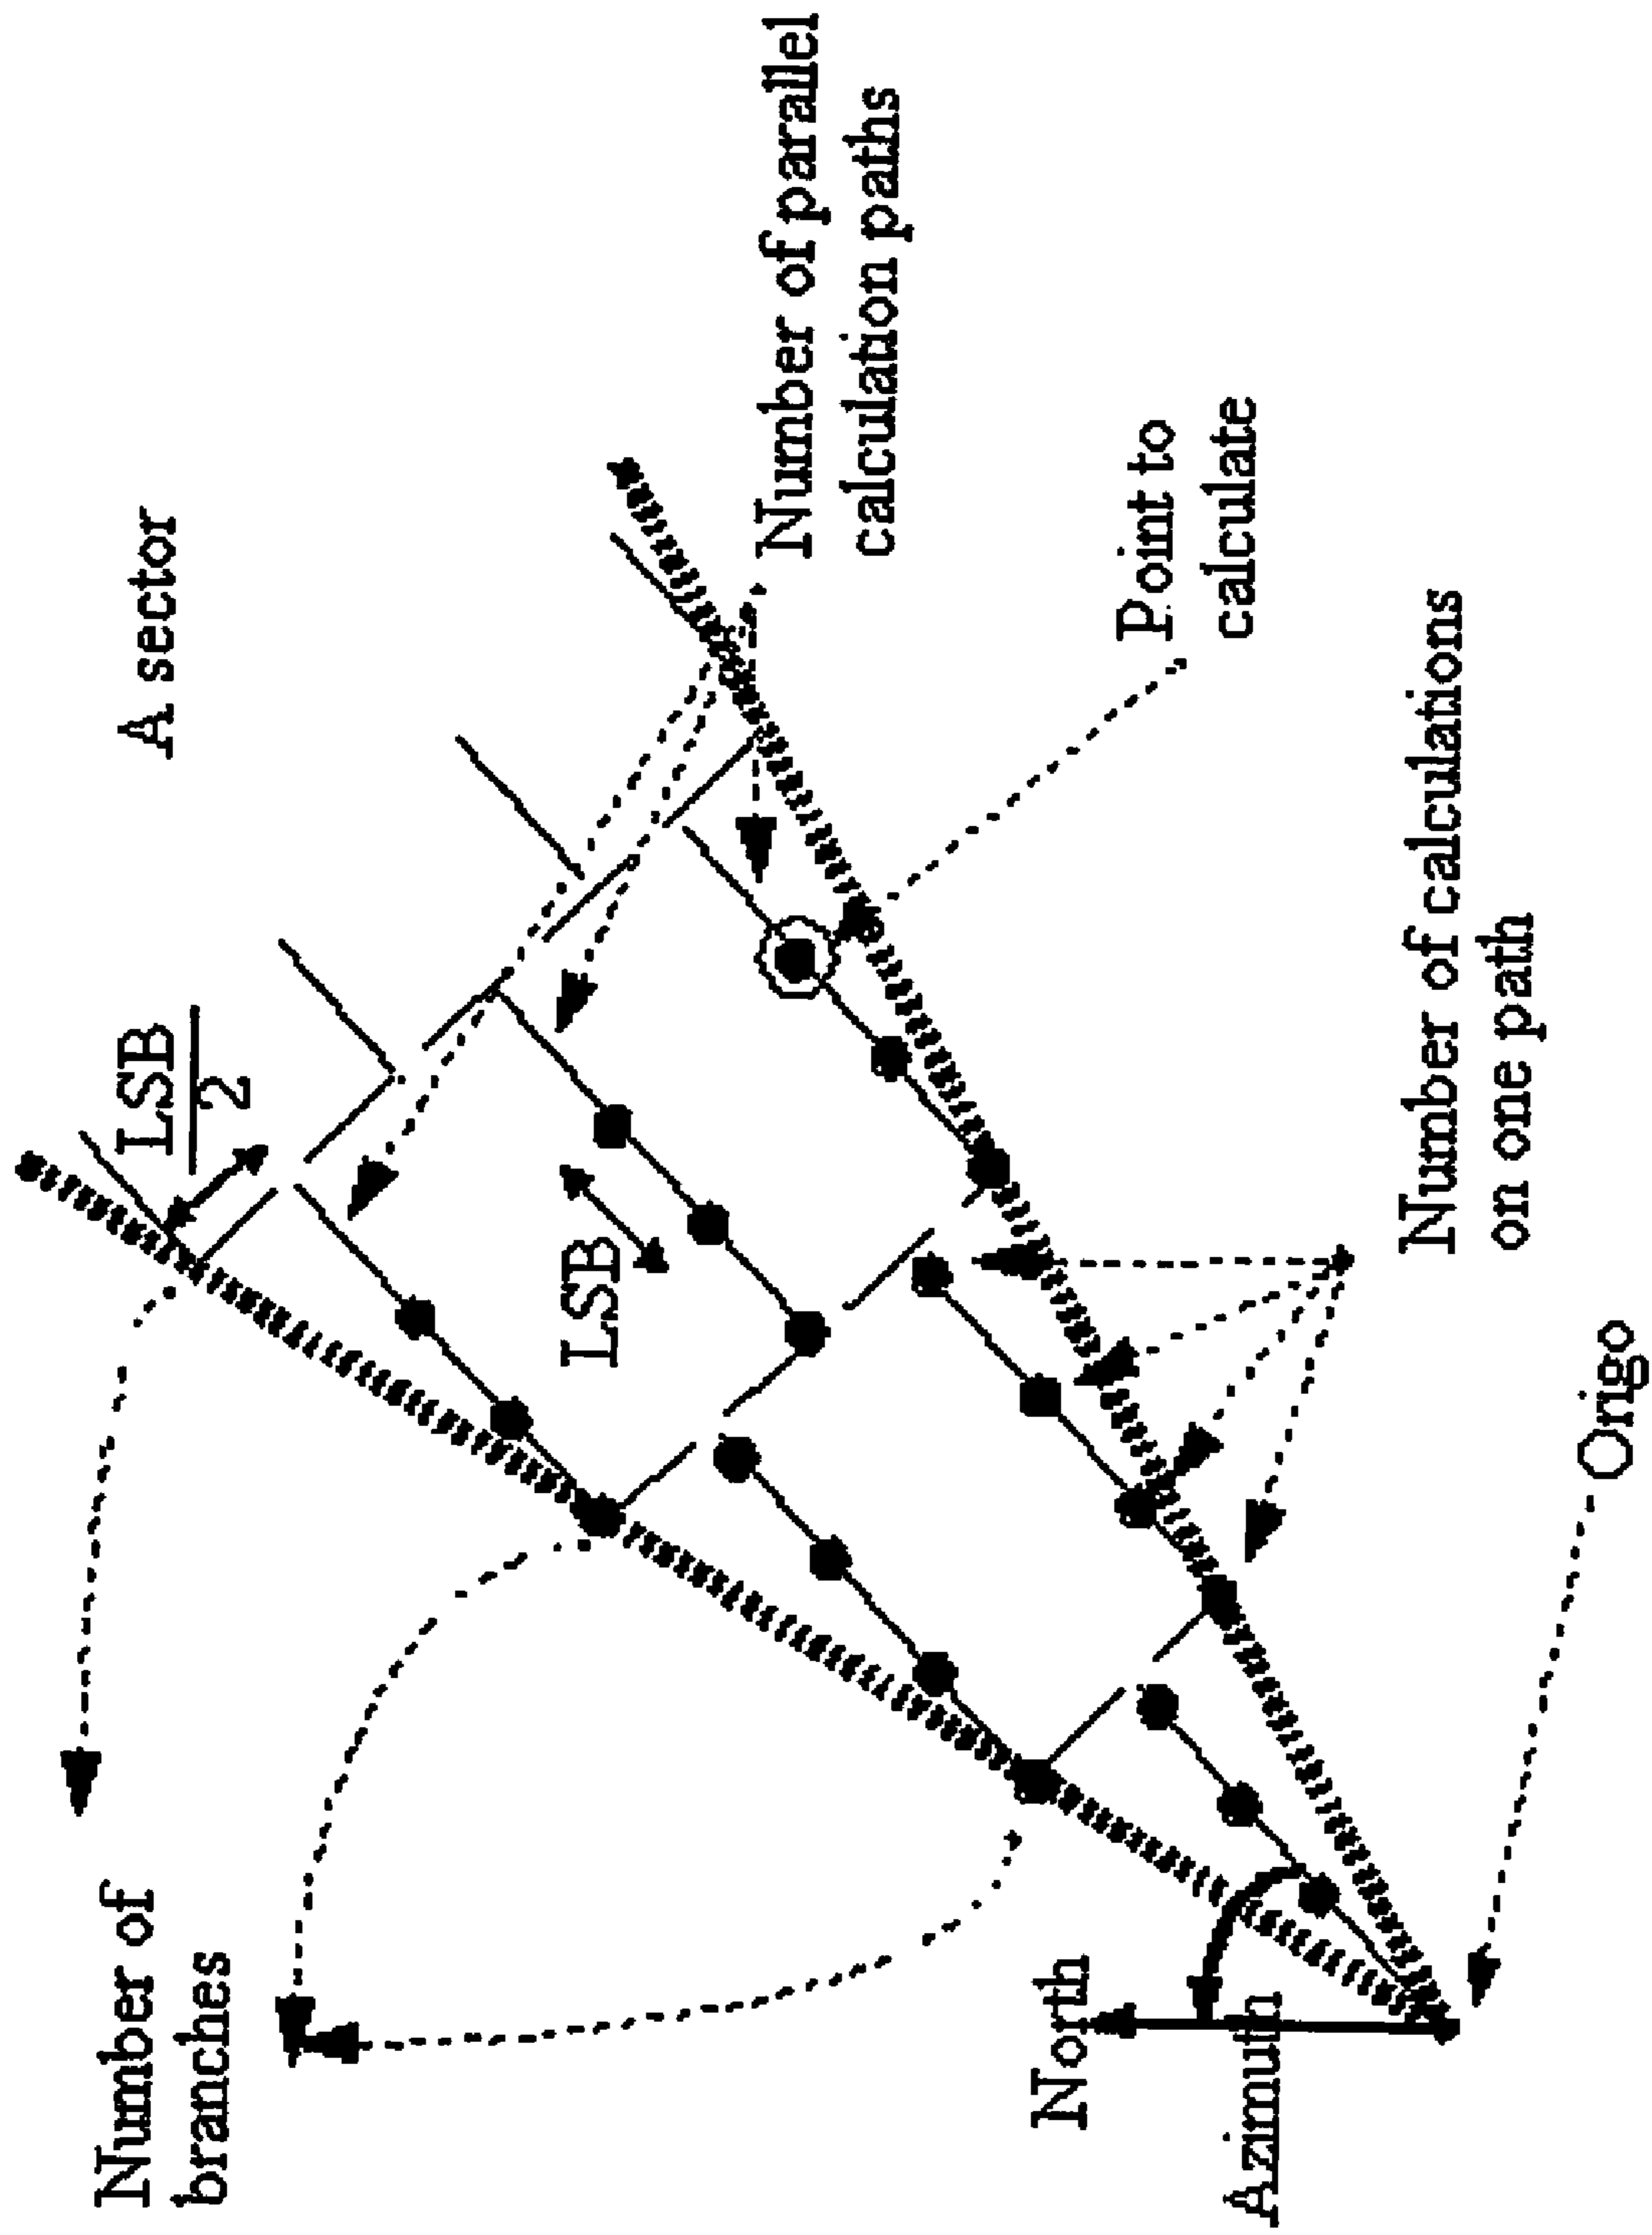 Number of
branches
LSB
2
A sector
LSB
Number of parallel
calculation paths
North
Azimuth
Point to
calculate
Number of calculations
on one path
Origo